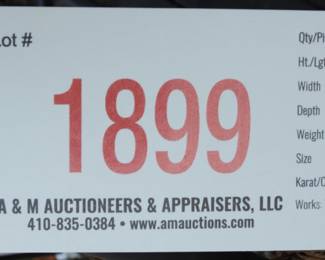 Lot #
1899
A & M AUCTIONEERS & APPRAISERS, LLC
410-835-0384 • www.amauctions.com
Qty/Pi
Ht./Lgt
Width
Depth
Weight
Size
Karat/C
Works: